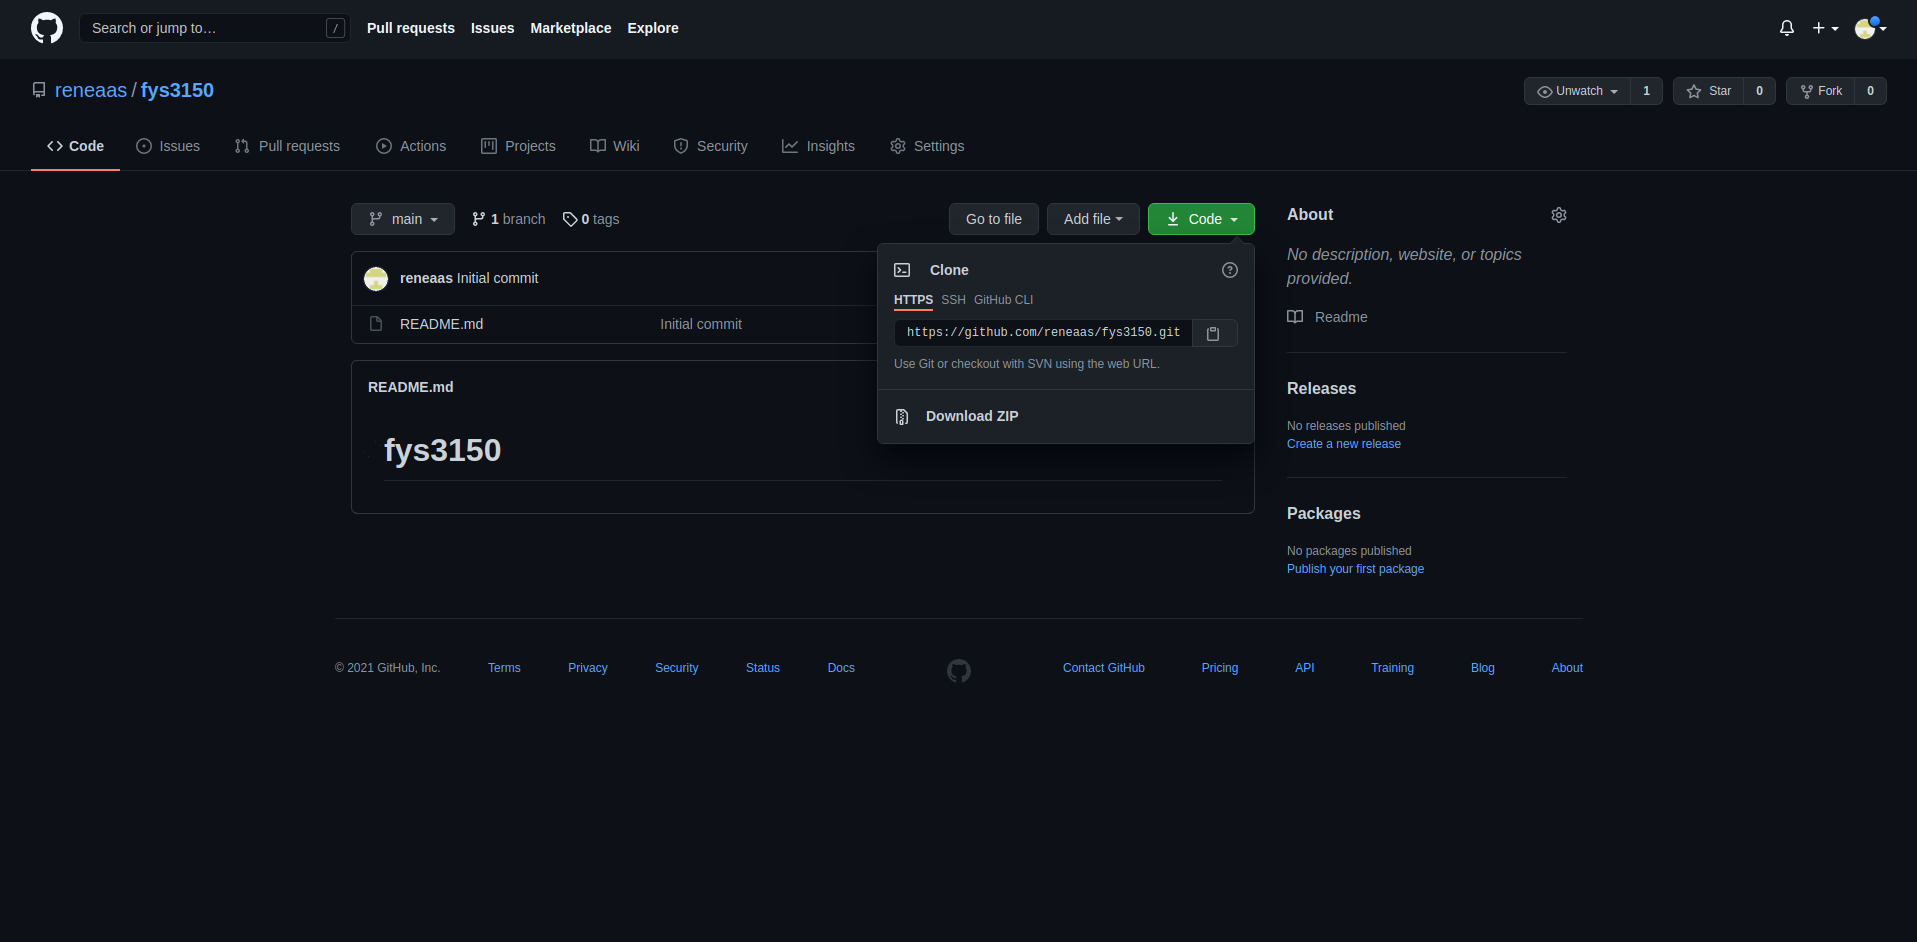 Search or jump to… /
Pull requests Issues Marketplace Explore
reneaas / fys3150
Unwatch 1 Star 0 Fork 0
Code Issues Pull requests Actions Projects Wiki Security Insights Settings
main 1 branch 0 tags Go to file Add file Code
reneaas Initial commit
README.md Initial commit
README.md
fys3150
Clone
HTTPS SSH GitHub CLI
https://github.com/reneaas/fys3150.git
Use Git or checkout with SVN using the web URL.
Download ZIP
About
No description, website, or topics
provided.
Readme
Releases
No releases published
Create a new release
Packages
No packages published
Publish your first package
© 2021 GitHub, Inc. Terms Privacy Security Status Docs Contact GitHub Pricing API Training Blog About